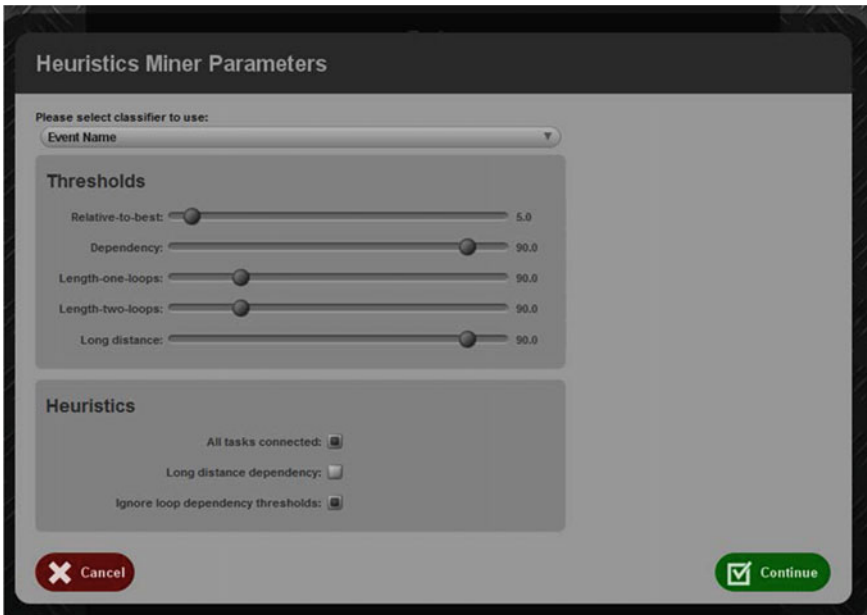 Heuristics Miner Parameters
Please select classifier to use:
Event Name
Thresholds
Relative-to-best: 5.0
Dependency: 90.0
Length-one-loops: 90.0
Length-two-loops: 90.0
Long distance: 90.0
Heuristics
All tasks connected:
Long distance dependency:
Ignore loop dependency thresholds:
Cancel
Continue